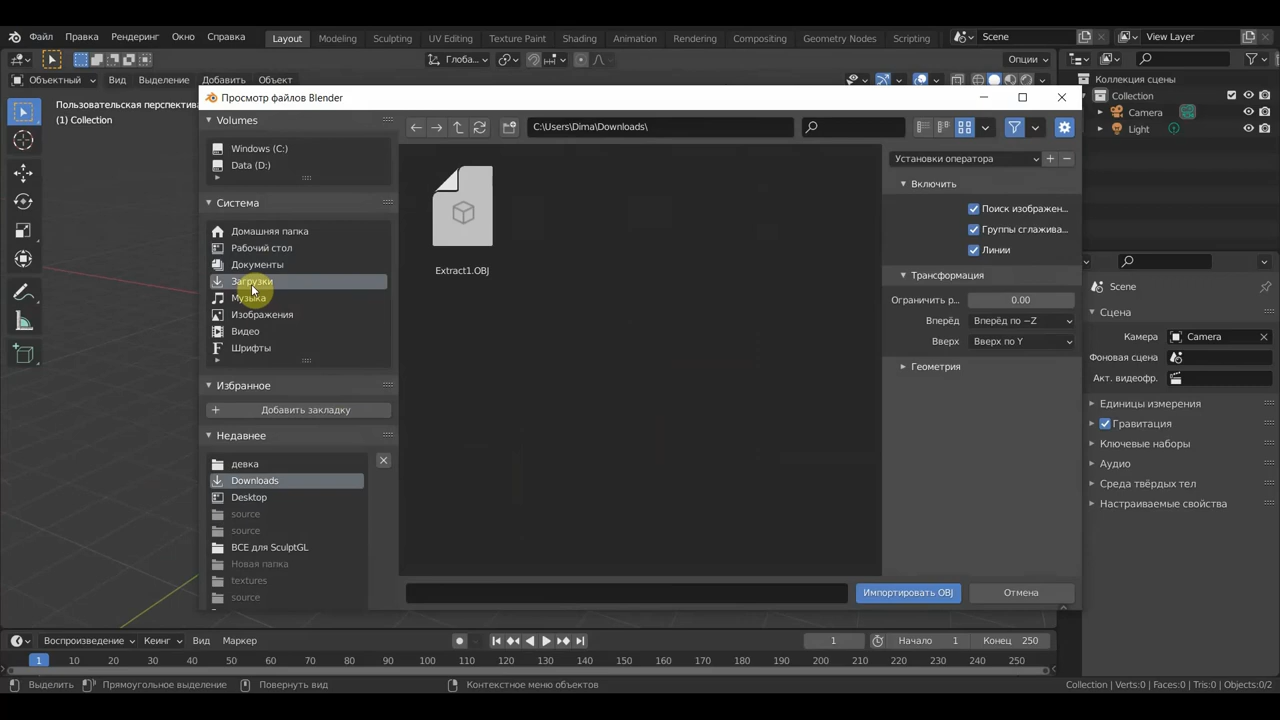 Файл Правка Рендеринг Окно Справка Layout Modeling Sculpting UV Editing Texture Paint Shading Animation Rendering Compositing Geometry Nodes Scripting Scene View Layer
Глоба... Опции
Объектный Вид Выделение Добавить Объект
Коллекция сцены
Пользовательская перспектив
(1) Collection
Collection
Camera
Light
Просмотр файлов Blender
Volumes
Windows (C:)
Data (D:)
Система
Домашняя папка
Рабочий стол
Документы
Загрузки
Музыка
Изображения
Видео
Шрифты
Избранное
Добавить закладку
Недавнее
девка
Downloads
Desktop
source
source
ВСЕ для SculptGL
Новая папка
textures
source
C:\Users\Dima\Downloads\
Extract1.OBJ
Установки оператора
Включить
Поиск изображен...
Группы сглажива...
Линии
Трансформация
Ограничить р... 0.00
Вперёд Вперёд по −Z
Вверх Вверх по Y
Геометрия
Импортировать OBJ Отмена
Scene
Сцена
Камера Camera
Фоновая сцена
Акт. видеофр.
Единицы измерения
Гравитация
Ключевые наборы
Аудио
Среда твёрдых тел
Настраиваемые свойства
Воспроизведение Кеинг Вид Маркер 1 Начало 1 Конец 250
1 10 20 30 40 50 60 70 80 90 100 110 120 130 140 150 160 170 180 190 200 210 220 230 240 250
Выделить Прямоугольное выделение Повернуть вид Контекстное меню объектов Collection | Verts:0 | Faces:0 | Tris:0 | Objects:0/2